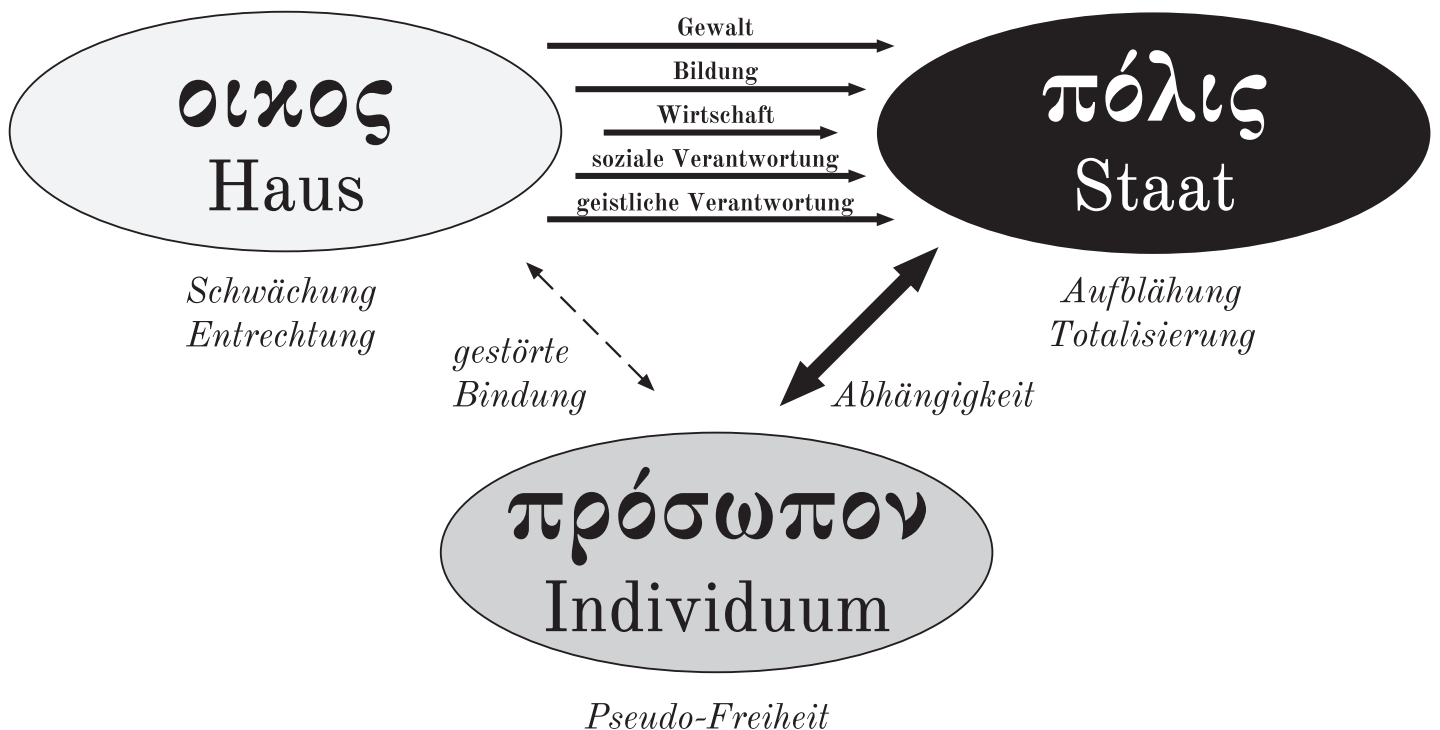 οικος
Haus
Gewalt
Bildung
Wirtschaft
soziale Verantwortung
geistliche Verantwortung
πόλις
Staat
Schwächung
Entrechtung
Aufblähung
Totalisierung
gestörte
Bindung
Abhängigkeit
πρόσωπον
Individuum
Pseudo-Freiheit